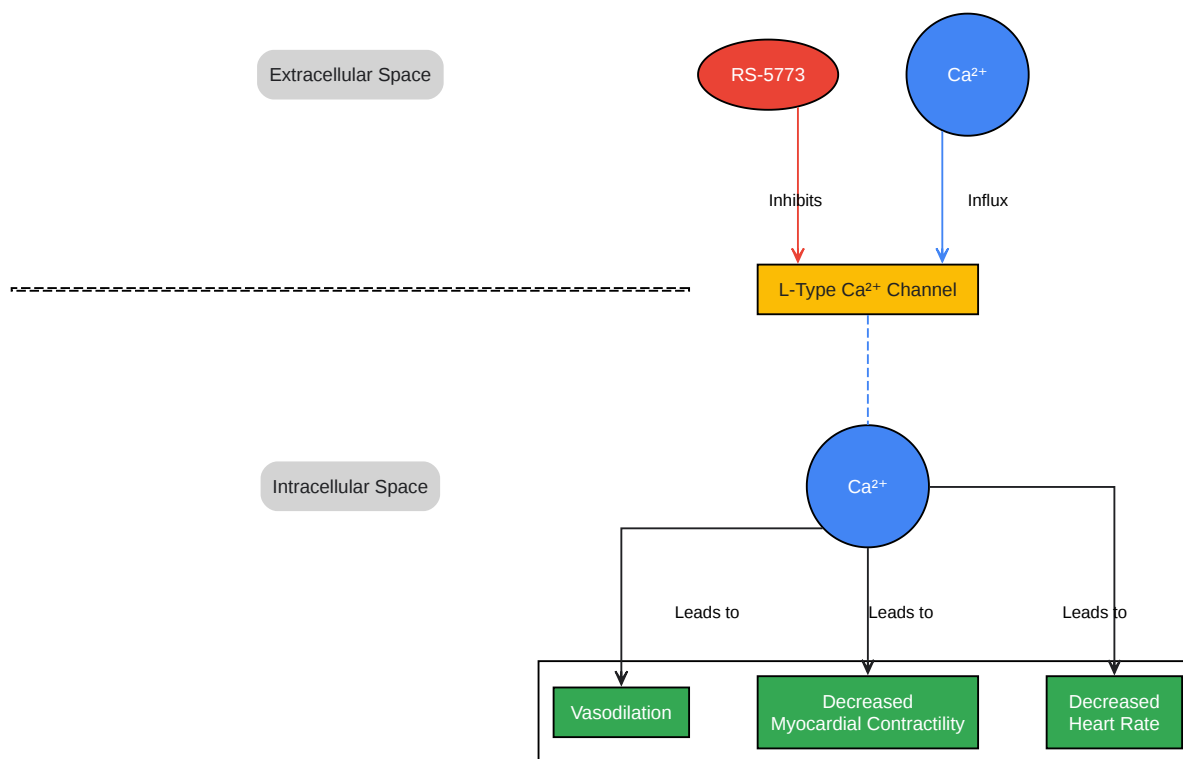 Extracellular Space
RS-5773
Ca²⁺
Inhibits
Influx
L-Type Ca²⁺ Channel
Intracellular Space
Ca²⁺
Leads to
Leads to
Leads to
Vasodilation
Decreased
Myocardial Contractility
Decreased
Heart Rate